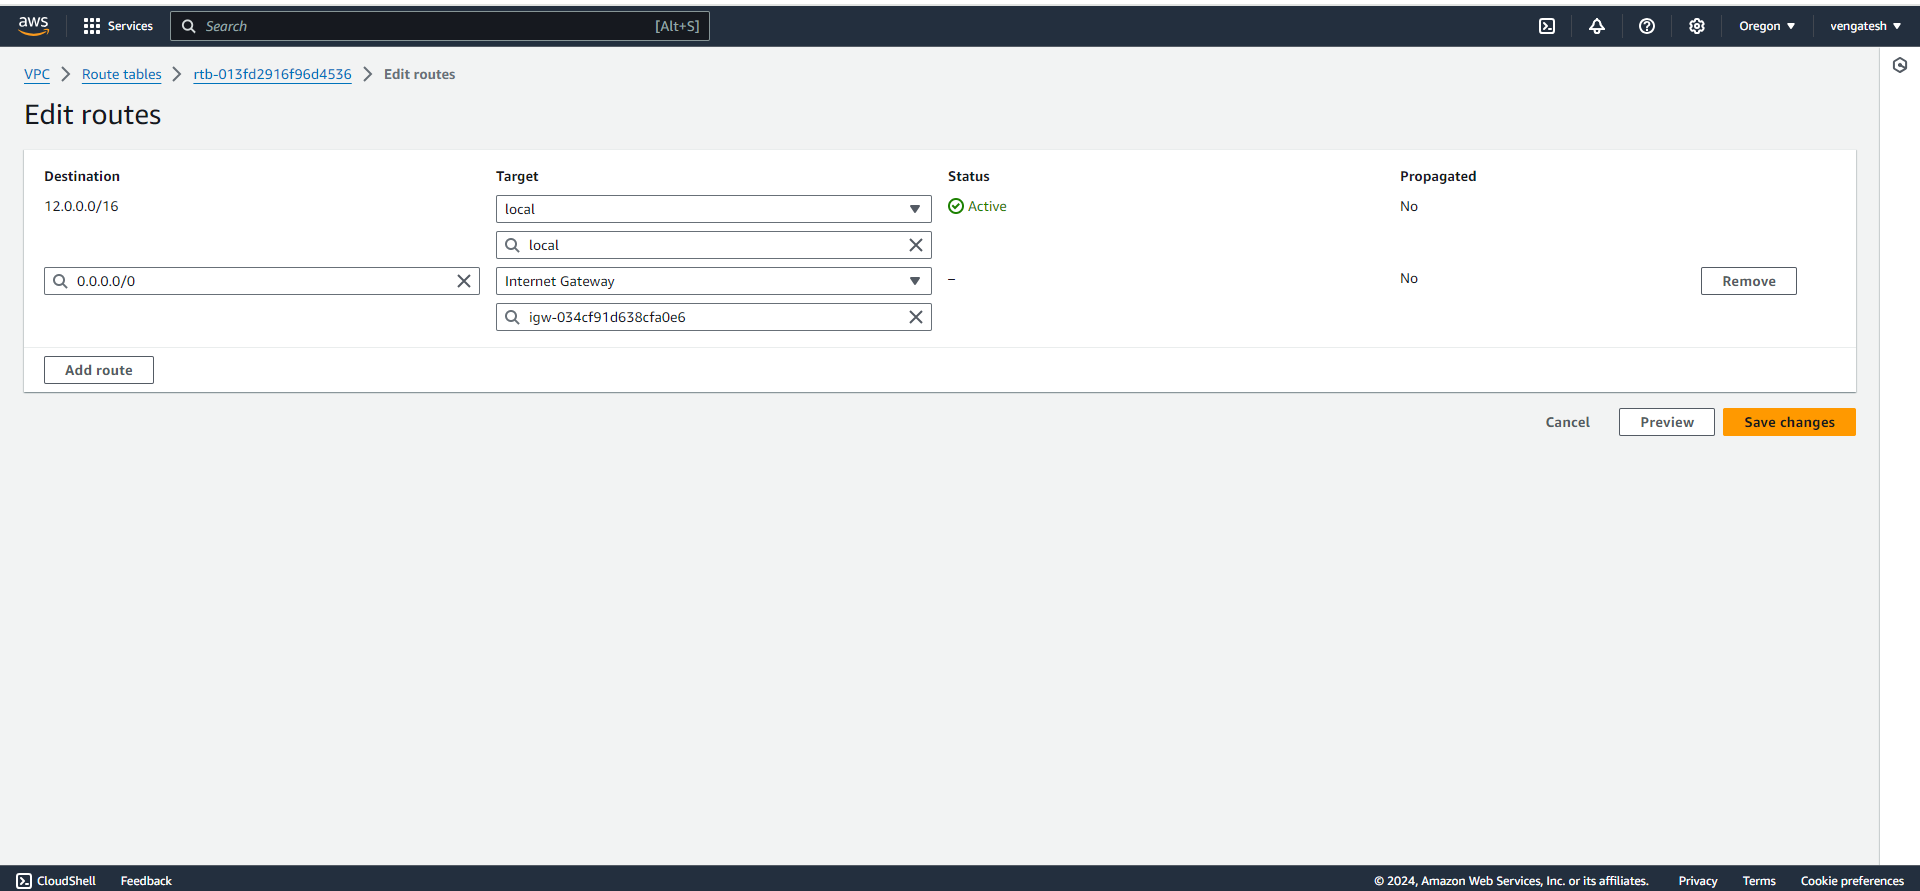 aws Services Search [Alt+S] Oregon vengatesh
VPC Route tables rtb-013fd2916f96d4536 Edit routes
Edit routes
Destination Target Status Propagated
12.0.0.0/16 local Active No
local
0.0.0.0/0 Internet Gateway – No Remove
igw-034cf91d638cfa0e6
Add route
Cancel Preview Save changes
CloudShell Feedback © 2024, Amazon Web Services, Inc. or its affiliates. Privacy Terms Cookie preferences